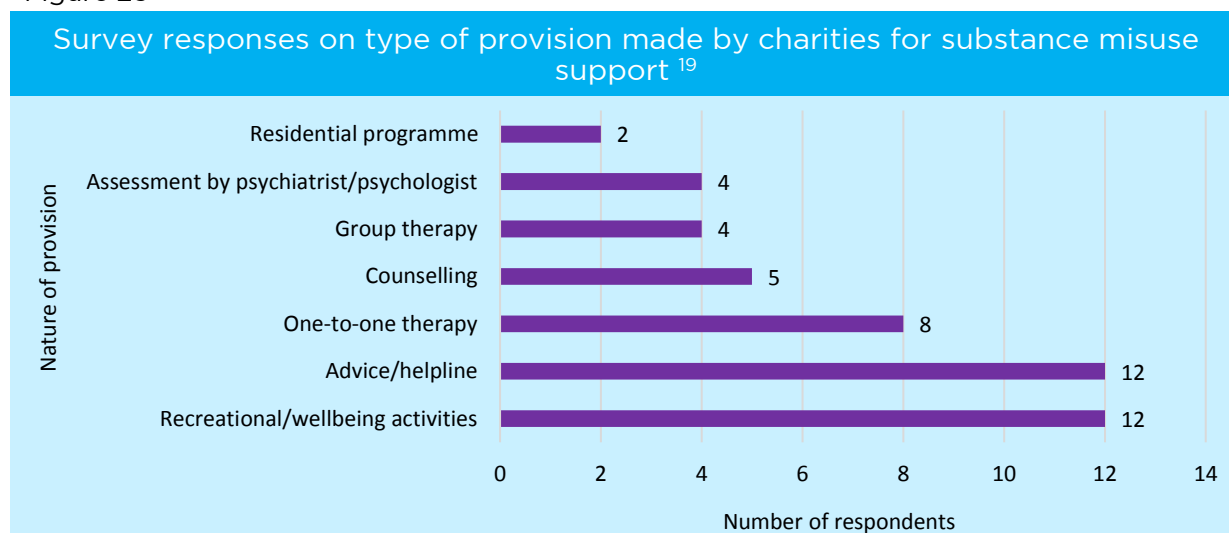 Survey responses on type of provision made by charities for substance misuse
support 19
Nature of provision
Residential programme 2
Assessment by psychiatrist/psychologist 4
Group therapy 4
Counselling 5
One-to-one therapy 8
Advice/helpline 12
Recreational/wellbeing activities 12
0 2 4 6 8 10 12 14
Number of respondents